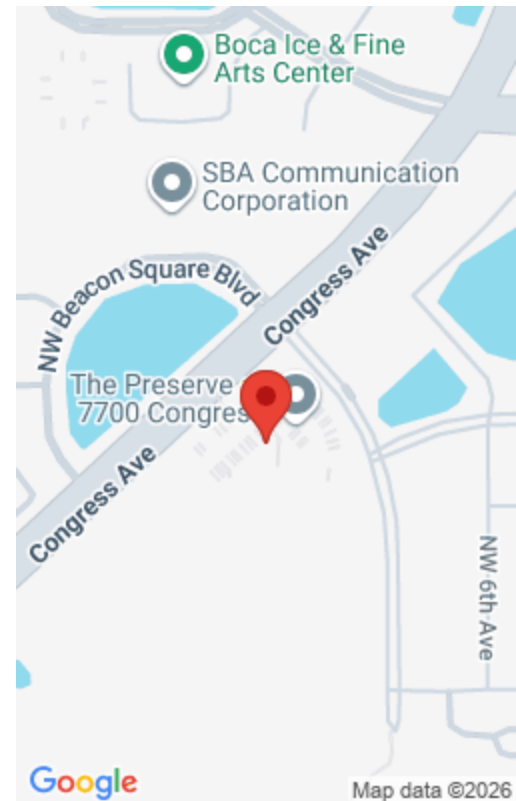 Boca Ice & Fine
Arts Center
SBA Communication
Corporation
NW Beacon Square Blvd
Congress Ave
The Preserve
7700 Congres
Congress Ave
NW 6th Ave
Google
Map data ©2026